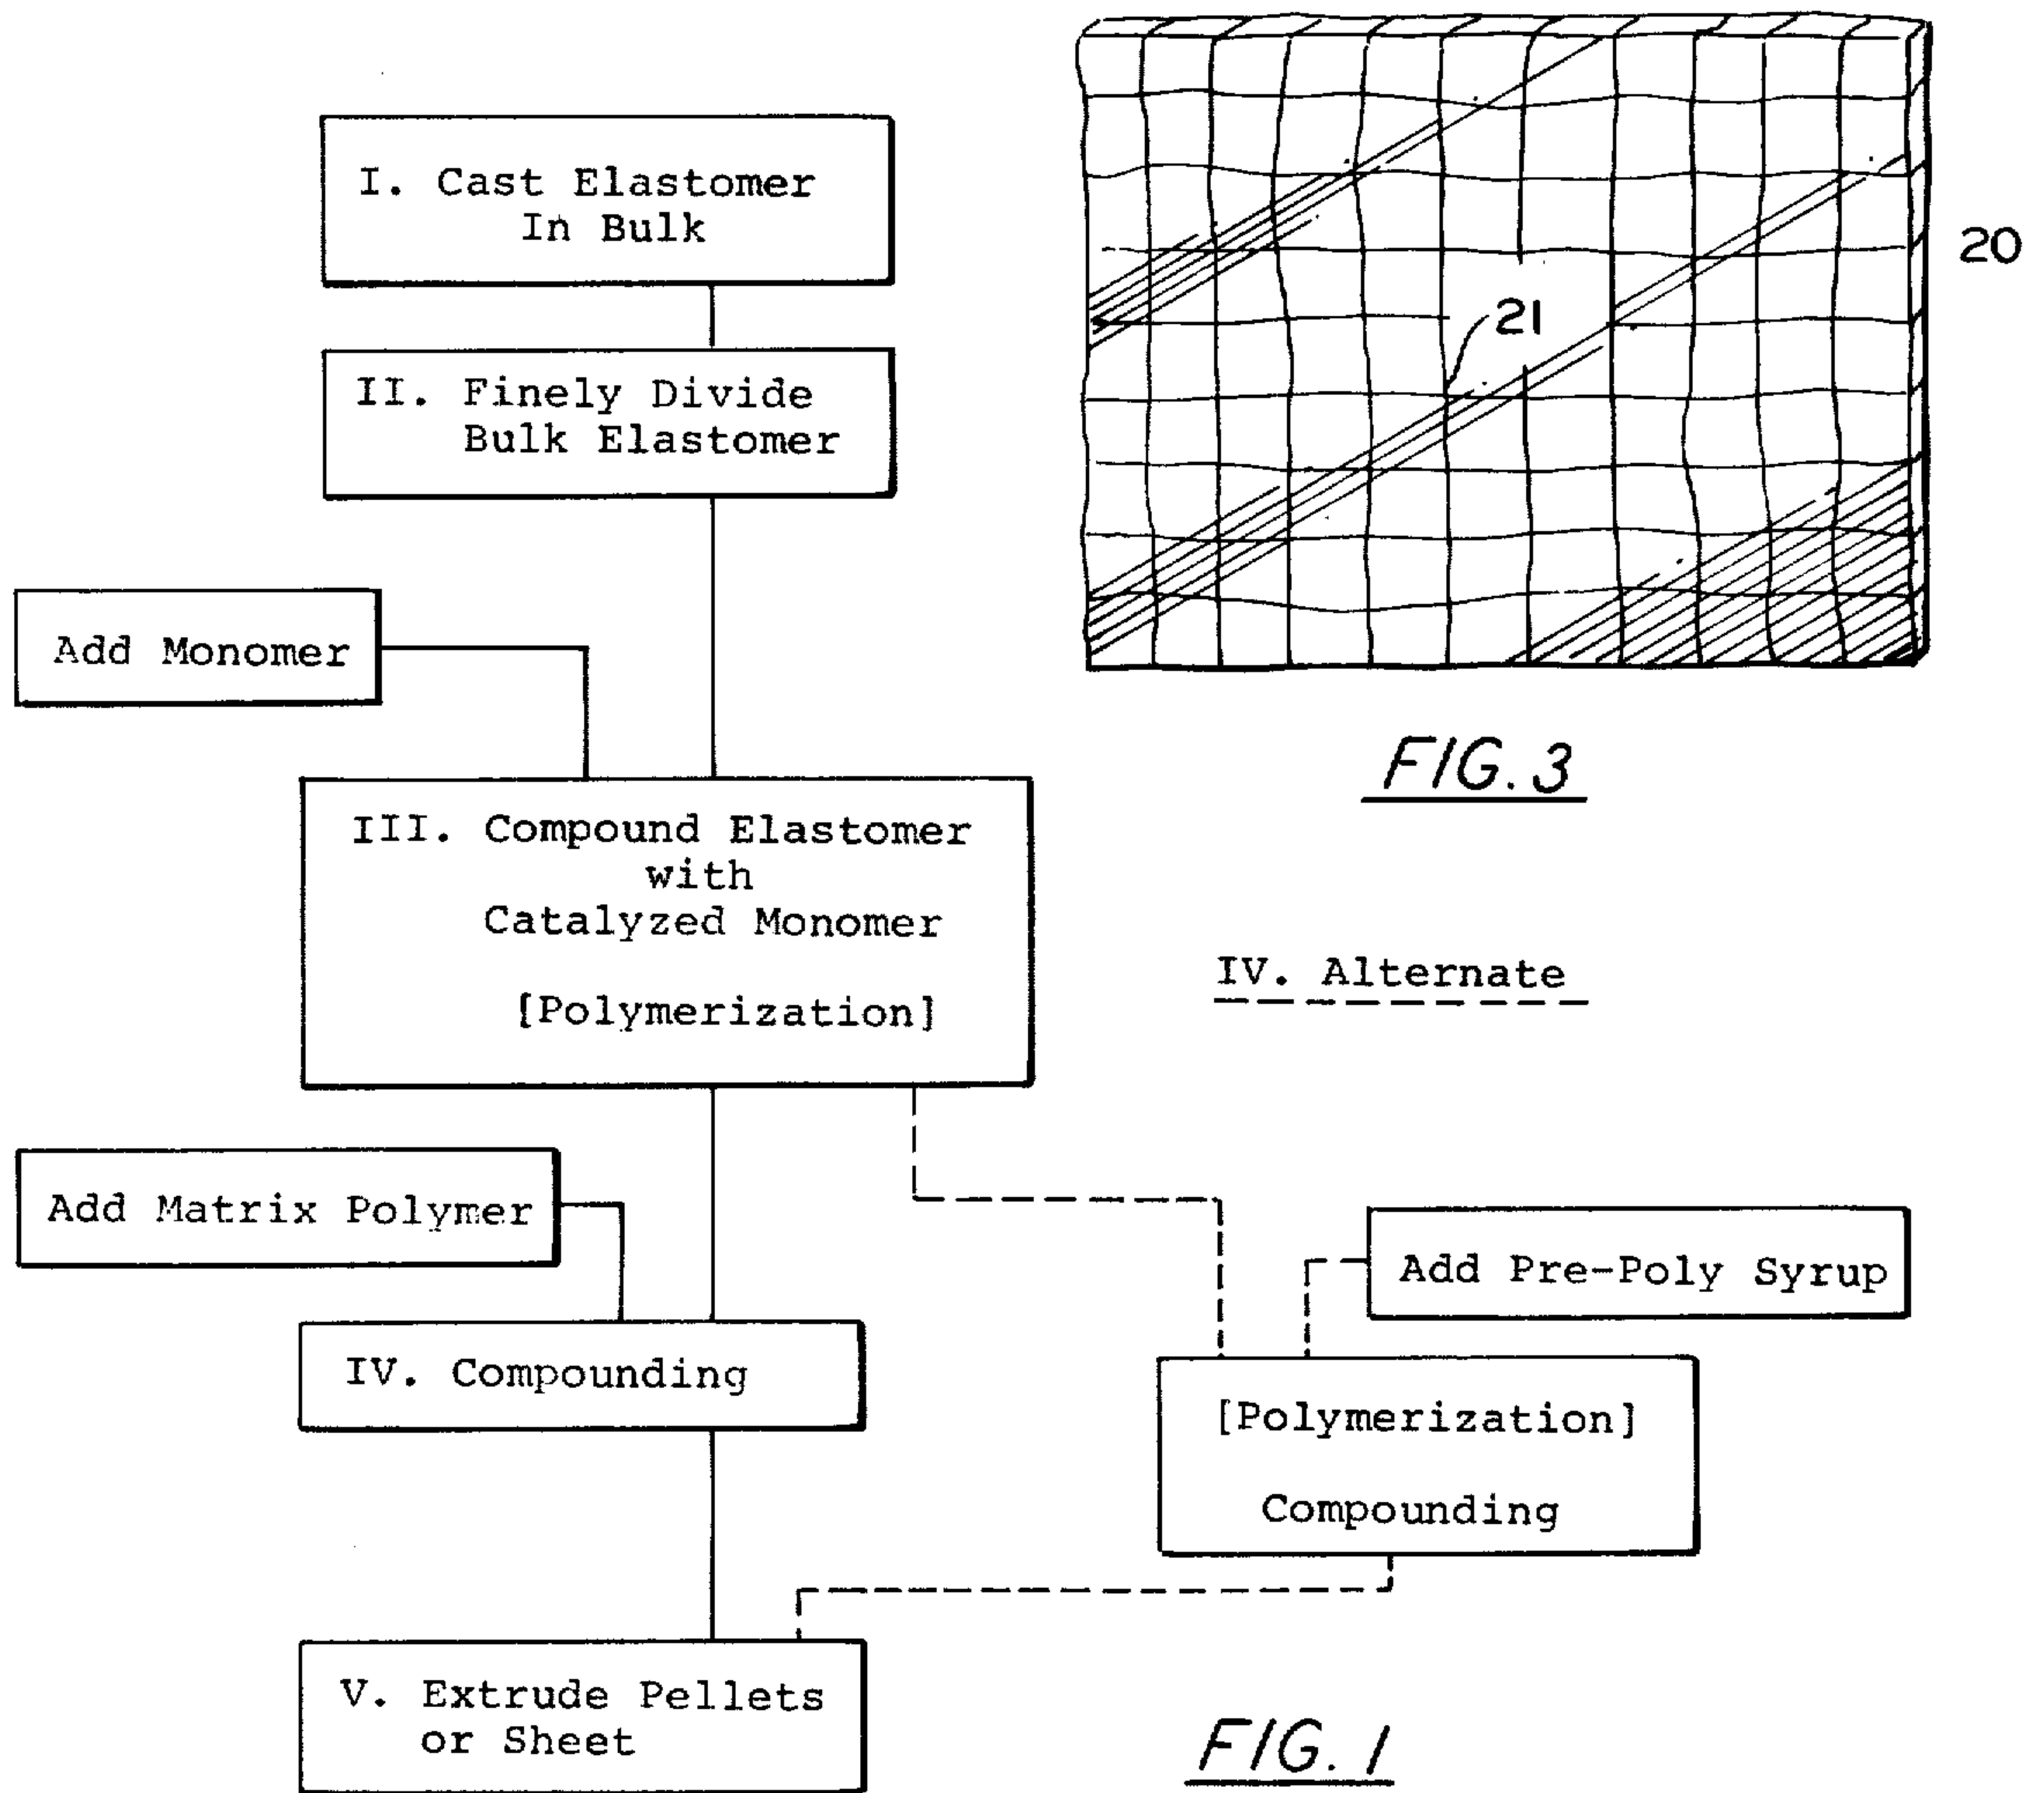 I. Cast Elastomer
In Bulk
II. Finely Divide
Bulk Elastomer
Add Monomer
III. Compound Elastomer
with
Catalyzed Monomer
[Polymerization]
Add Matrix Polymer
IV. Compounding
V. Extrude Pellets
or Sheet
20
21
FIG. 3
IV. Alternate
Add Pre-Poly Syrup
[Polymerization]
Compounding
FIG. 1